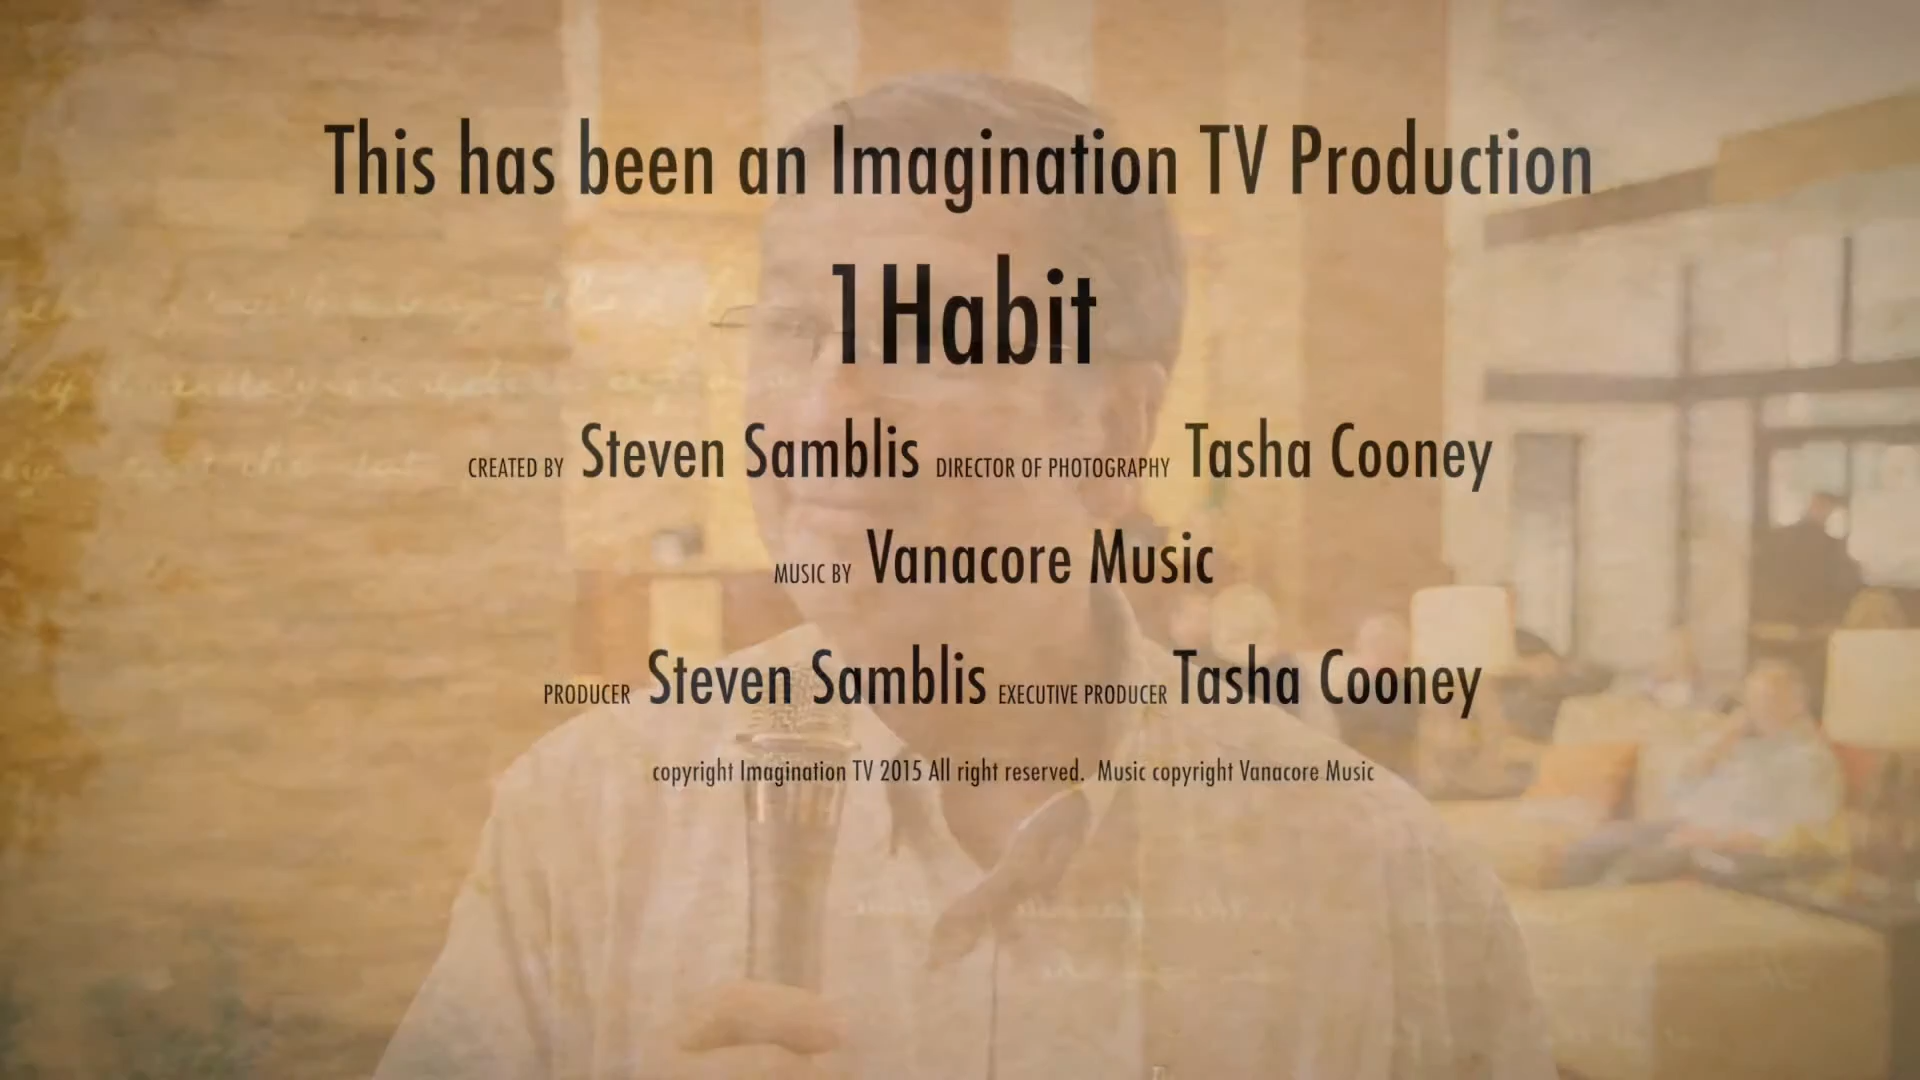 This has been an Imagination TV Production
1Habit
CREATED BY Steven Samblis DIRECTOR OF PHOTOGRAPHY Tasha Cooney
MUSIC BY Vanacore Music
PRODUCER Steven Samblis EXECUTIVE PRODUCER Tasha Cooney
copyright Imagination TV 2015 All right reserved. Music copyright Vanacore Music